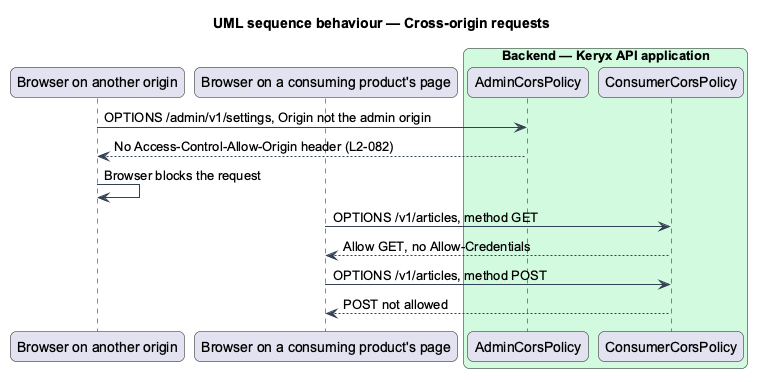 UML sequence behaviour — Cross-origin requests
Backend — Keryx API application
Browser on another origin
Browser on a consuming product's page
AdminCorsPolicy
ConsumerCorsPolicy
OPTIONS /admin/v1/settings, Origin not the admin origin
No Access-Control-Allow-Origin header (L2-082)
Browser blocks the request
OPTIONS /v1/articles, method GET
Allow GET, no Allow-Credentials
OPTIONS /v1/articles, method POST
POST not allowed
Browser on another origin
Browser on a consuming product's page
AdminCorsPolicy
ConsumerCorsPolicy